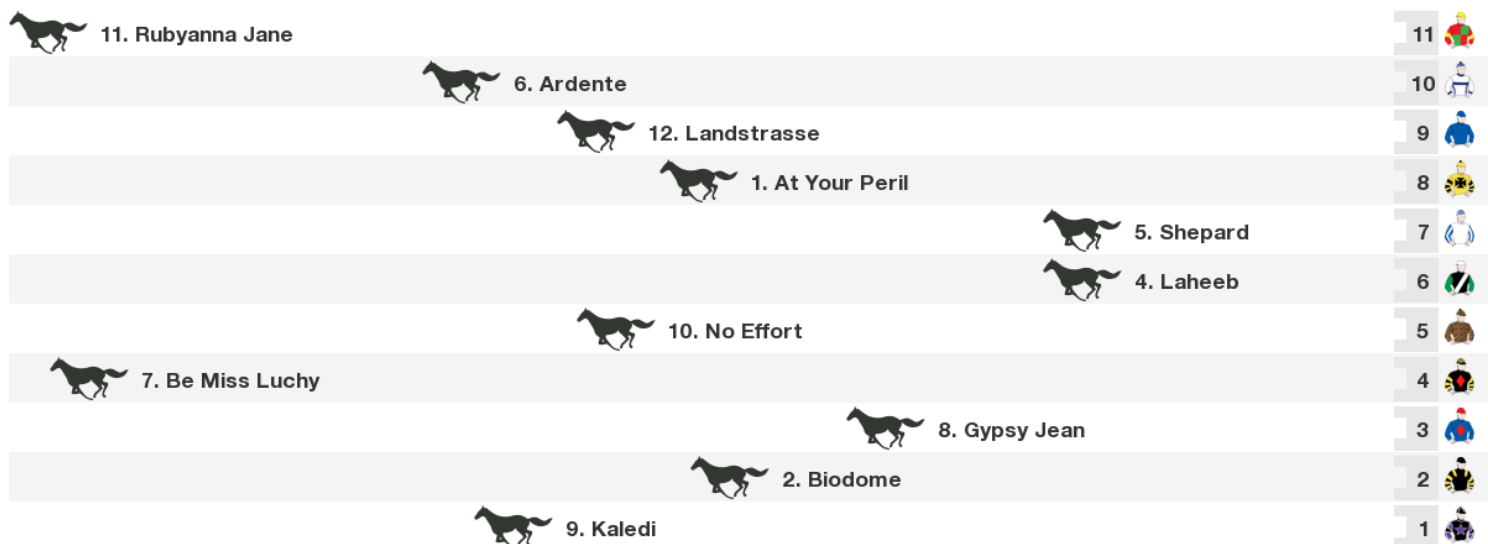 11. Rubyanna Jane 11
6. Ardente 10
12. Landstrasse 9
1. At Your Peril 8
5. Shepard 7
4. Laheeb 6
10. No Effort 5
7. Be Miss Luchy 4
8. Gypsy Jean 3
2. Biodome 2
9. Kaledi 1